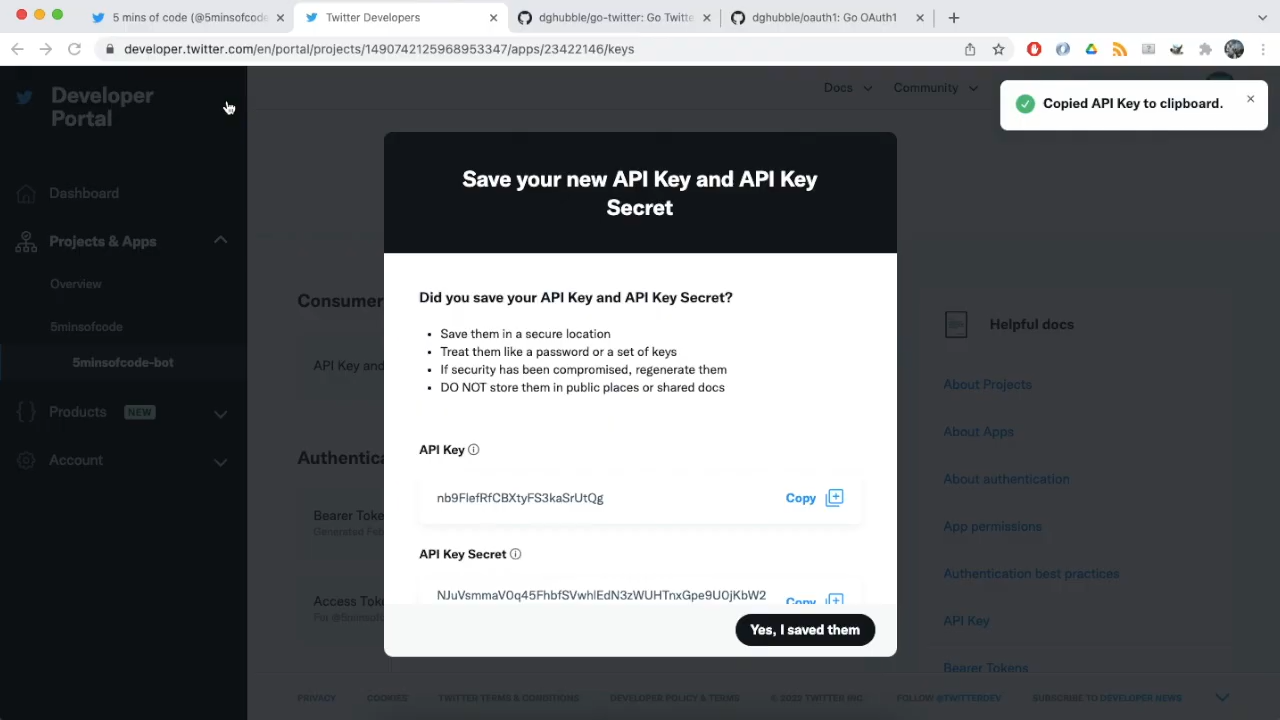 5 mins of code (@5minsofcode
Twitter Developers
dghubble/go-twitter: Go Twitte
dghubble/oauth1: Go OAuth1
developer.twitter.com/en/portal/projects/1490742125968953347/apps/23422146/keys
Developer
Portal
Docs
Community
Copied API Key to clipboard.
Save your new API Key and API Key
Secret
Dashboard
Projects & Apps
Overview
5minsofcode
5minsofcode-bot
Products NEW
Account
Consumer
API Key and
Authentica
Bearer Toke
Generated Feb
Access Toke
For @5minsofc
Did you save your API Key and API Key Secret?
• Save them in a secure location
• Treat them like a password or a set of keys
• If security has been compromised, regenerate them
• DO NOT store them in public places or shared docs
API Key
nb9FlefRfCBXtyFS3kaSrUtQg
Copy
API Key Secret
NJuVsmmaV0q45FhbfSVwhlEdN3zWUHTnxGpe9U0jKbW2
Copy
Yes, I saved them
Helpful docs
About Projects
About Apps
About authentication
App permissions
Authentication best practices
API Key
Bearer Tokens
PRIVACY
COOKIES
TWITTER TERMS & CONDITIONS
DEVELOPER POLICY & TERMS
© 2022 TWITTER INC.
FOLLOW @TWITTERDEV
SUBSCRIBE TO DEVELOPER NEWS